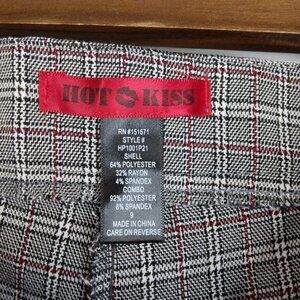 HOT KISS
RN #151671
STYLE #
HP1001P21
SHELL
64% POLYESTER
32% RAYON
4% SPANDEX
COMBO
92% POLYESTER
8% SPANDEX
9
MADE IN CHINA
CARE ON REVERSE